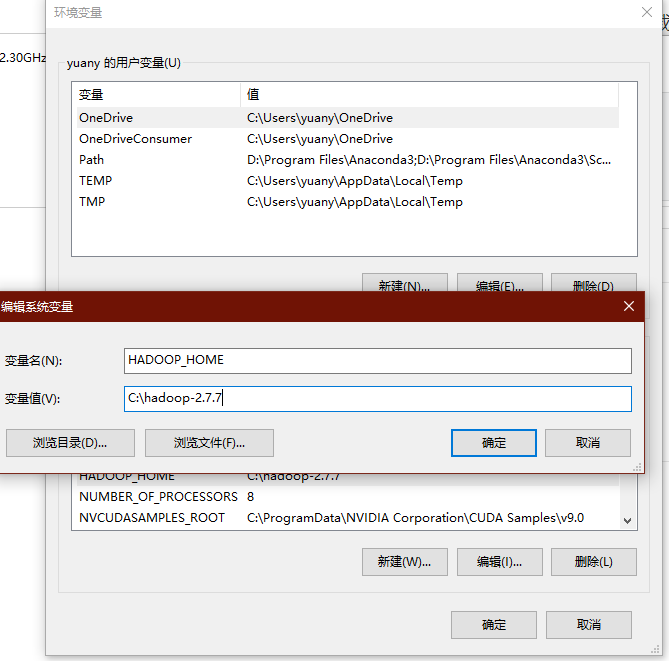 环境变量
2.30GHz
yuany 的用户变量(U)
变量 值
OneDrive C:\Users\yuany\OneDrive
OneDriveConsumer C:\Users\yuany\OneDrive
Path D:\Program Files\Anaconda3;D:\Program Files\Anaconda3\Sc...
TEMP C:\Users\yuany\AppData\Local\Temp
TMP C:\Users\yuany\AppData\Local\Temp
新建(N)... 编辑(E)... 删除(D)
编辑系统变量
变量名(N): HADOOP_HOME
变量值(V): C:\hadoop-2.7.7
浏览目录(D)... 浏览文件(F)... 确定 取消
HADOOP_HOME C:\hadoop-2.7.7
NUMBER_OF_PROCESSORS 8
NVCUDASAMPLES_ROOT C:\ProgramData\NVIDIA Corporation\CUDA Samples\v9.0
新建(W)... 编辑(I)... 删除(L)
确定 取消